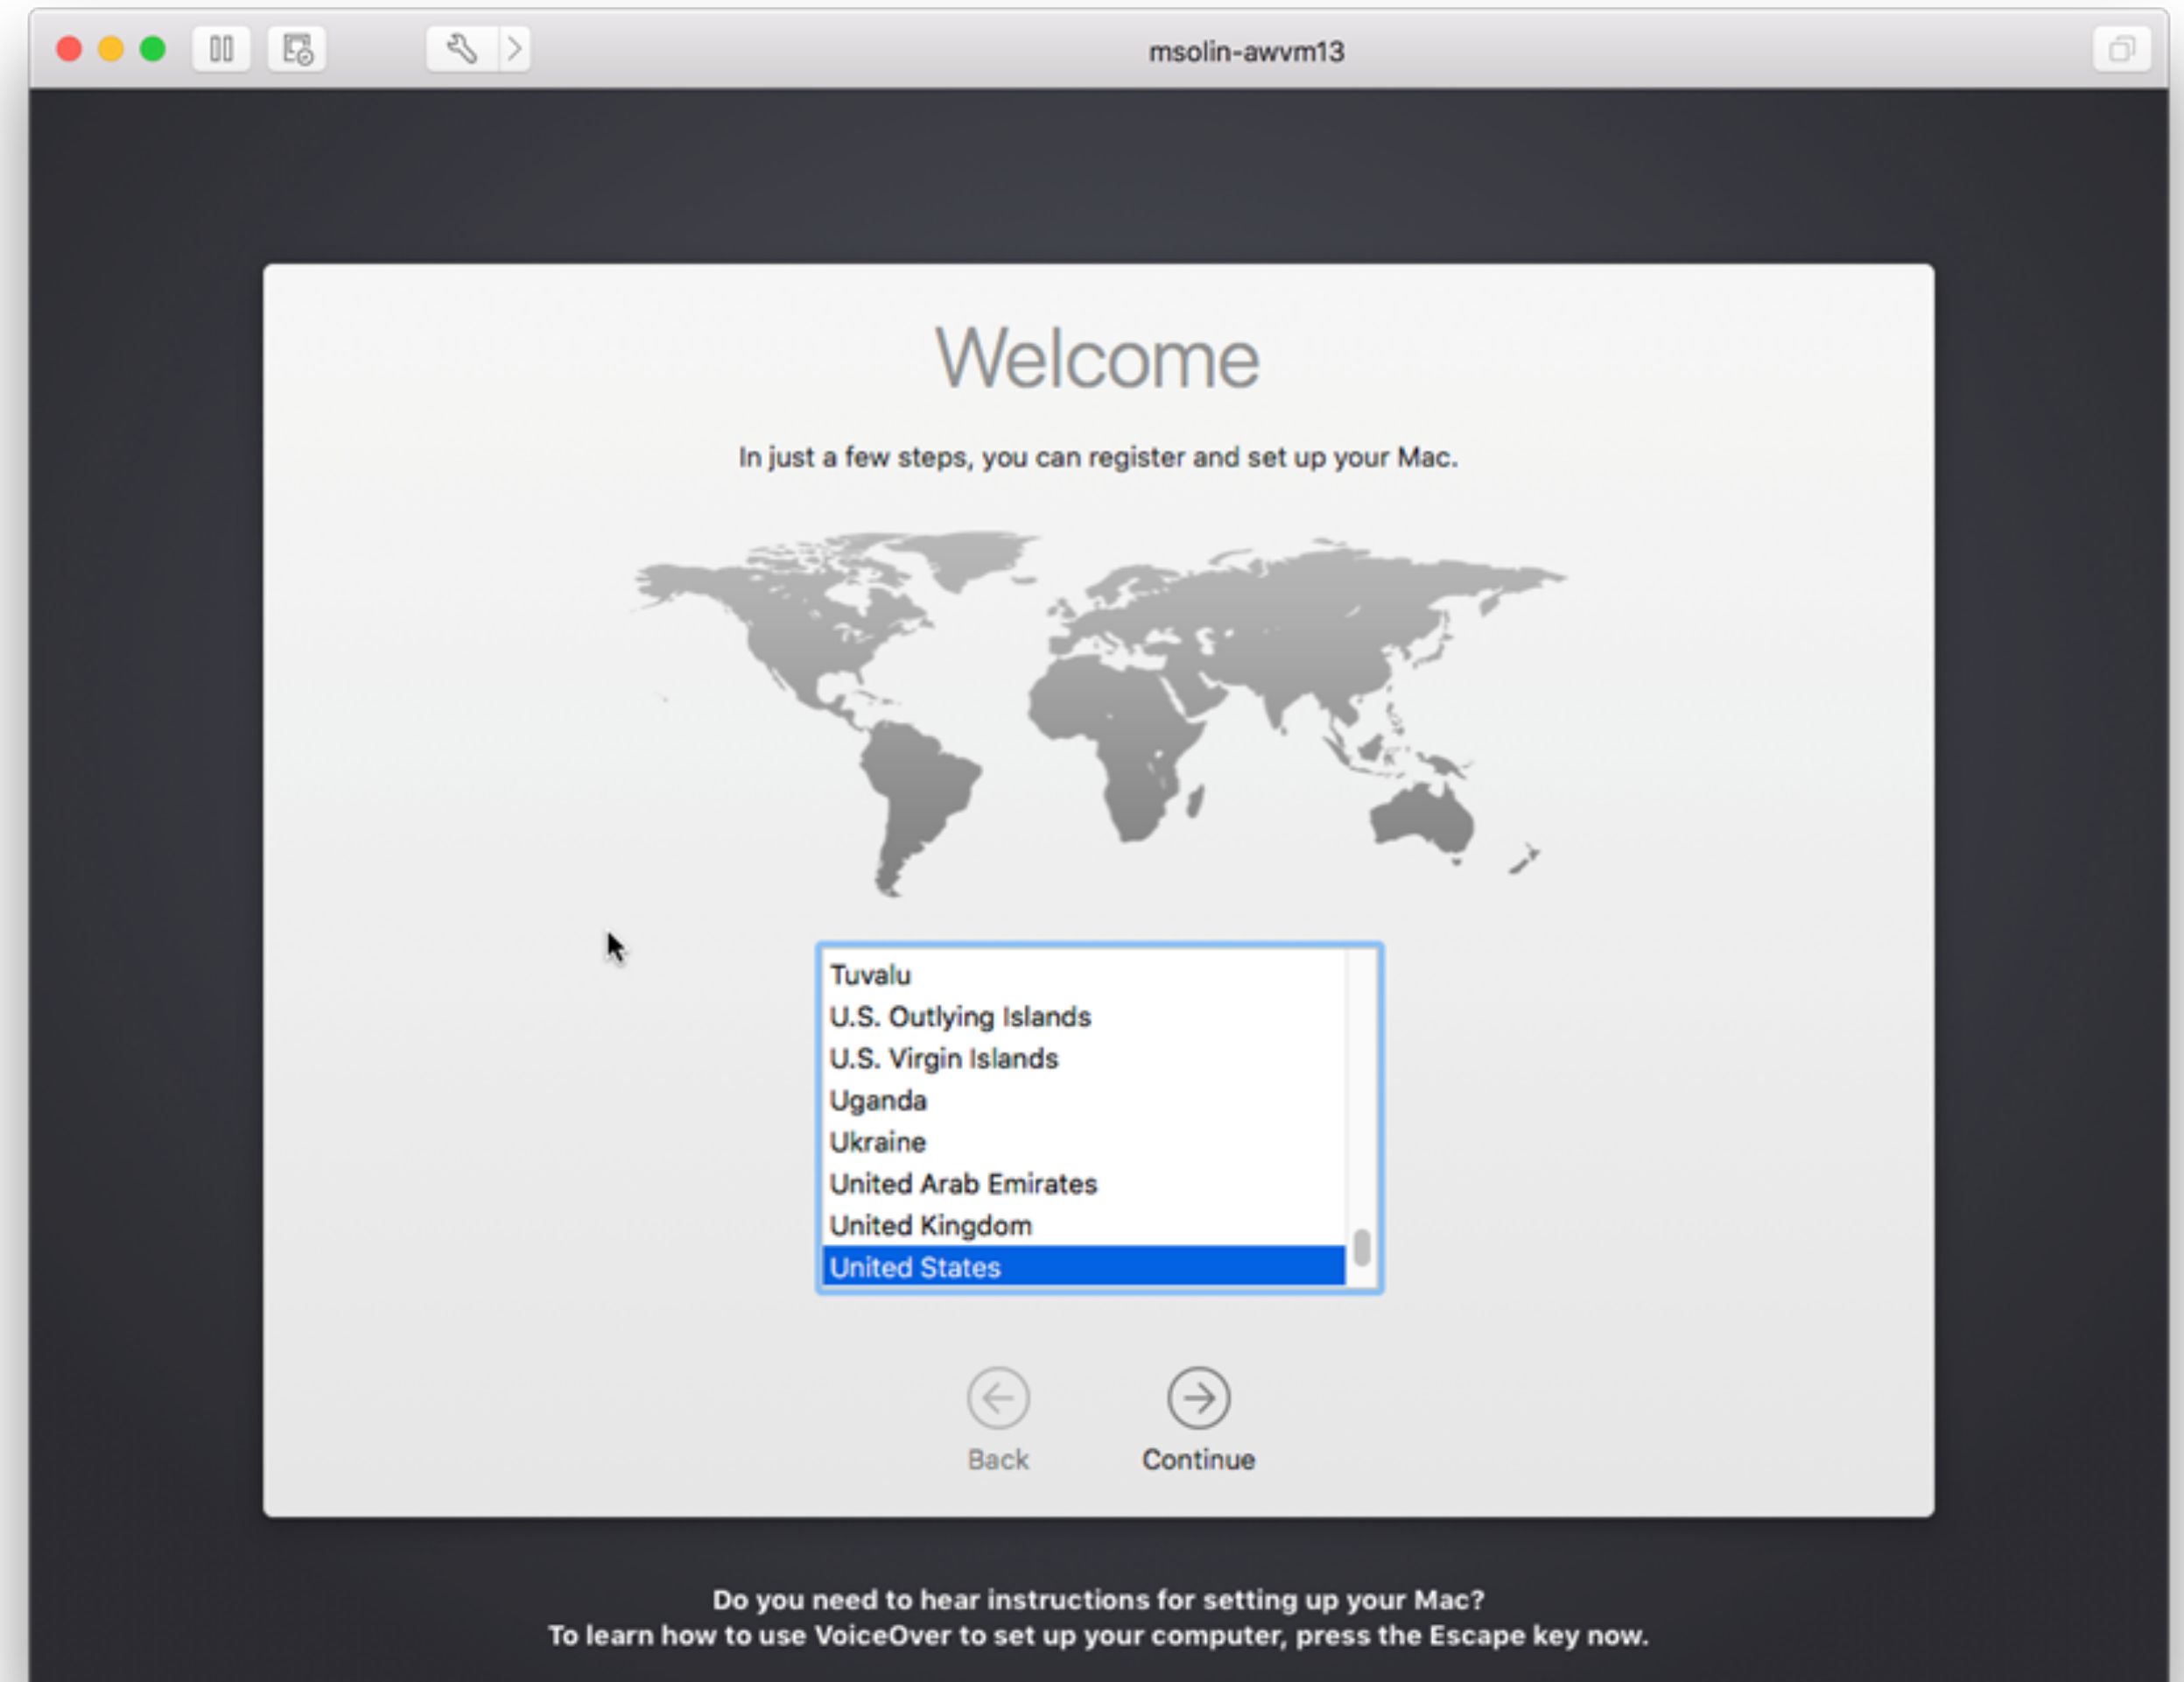 msolin-awvm13
Welcome
In just a few steps, you can register and set up your Mac.
Tuvalu
U.S. Outlying Islands
U.S. Virgin Islands
Uganda
Ukraine
United Arab Emirates
United Kingdom
United States
Back
Continue
Do you need to hear instructions for setting up your Mac?
To learn how to use VoiceOver to set up your computer, press the Escape key now.